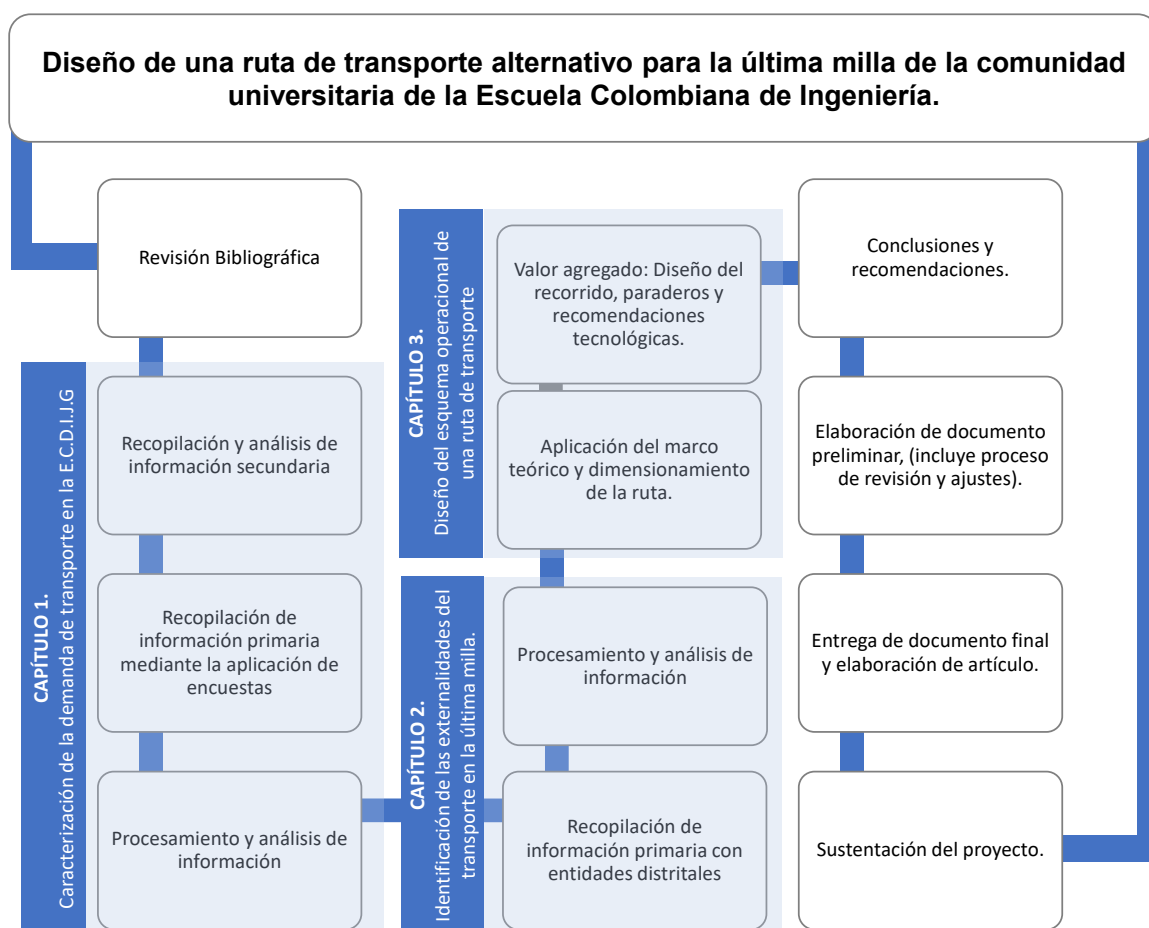 Diseño de una ruta de transporte alternativo para la última milla de la comunidad
universitaria de la Escuela Colombiana de Ingeniería.
Revisión Bibliográfica
CAPÍTULO 1.
Caracterización de la demanda de transporte en la E.C.D.I.J.G
Recopilación y análisis de
información secundaria
Recopilación de
información primaria
mediante la aplicación de
encuestas
Procesamiento y análisis de
información
CAPÍTULO 2.
Identificación de las externalidades del
transporte en la última milla.
Recopilación de
información primaria con
entidades distritales
Procesamiento y análisis de
información
CAPÍTULO 3.
Diseño del esquema operacional de
una ruta de transporte
Aplicación del marco
teórico y dimensionamiento
de la ruta.
Valor agregado: Diseño del
recorrido, paraderos y
recomendaciones
tecnológicas.
Conclusiones y
recomendaciones.
Elaboración de documento
preliminar, (incluye proceso
de revisión y ajustes).
Entrega de documento final
y elaboración de artículo.
Sustentación del proyecto.